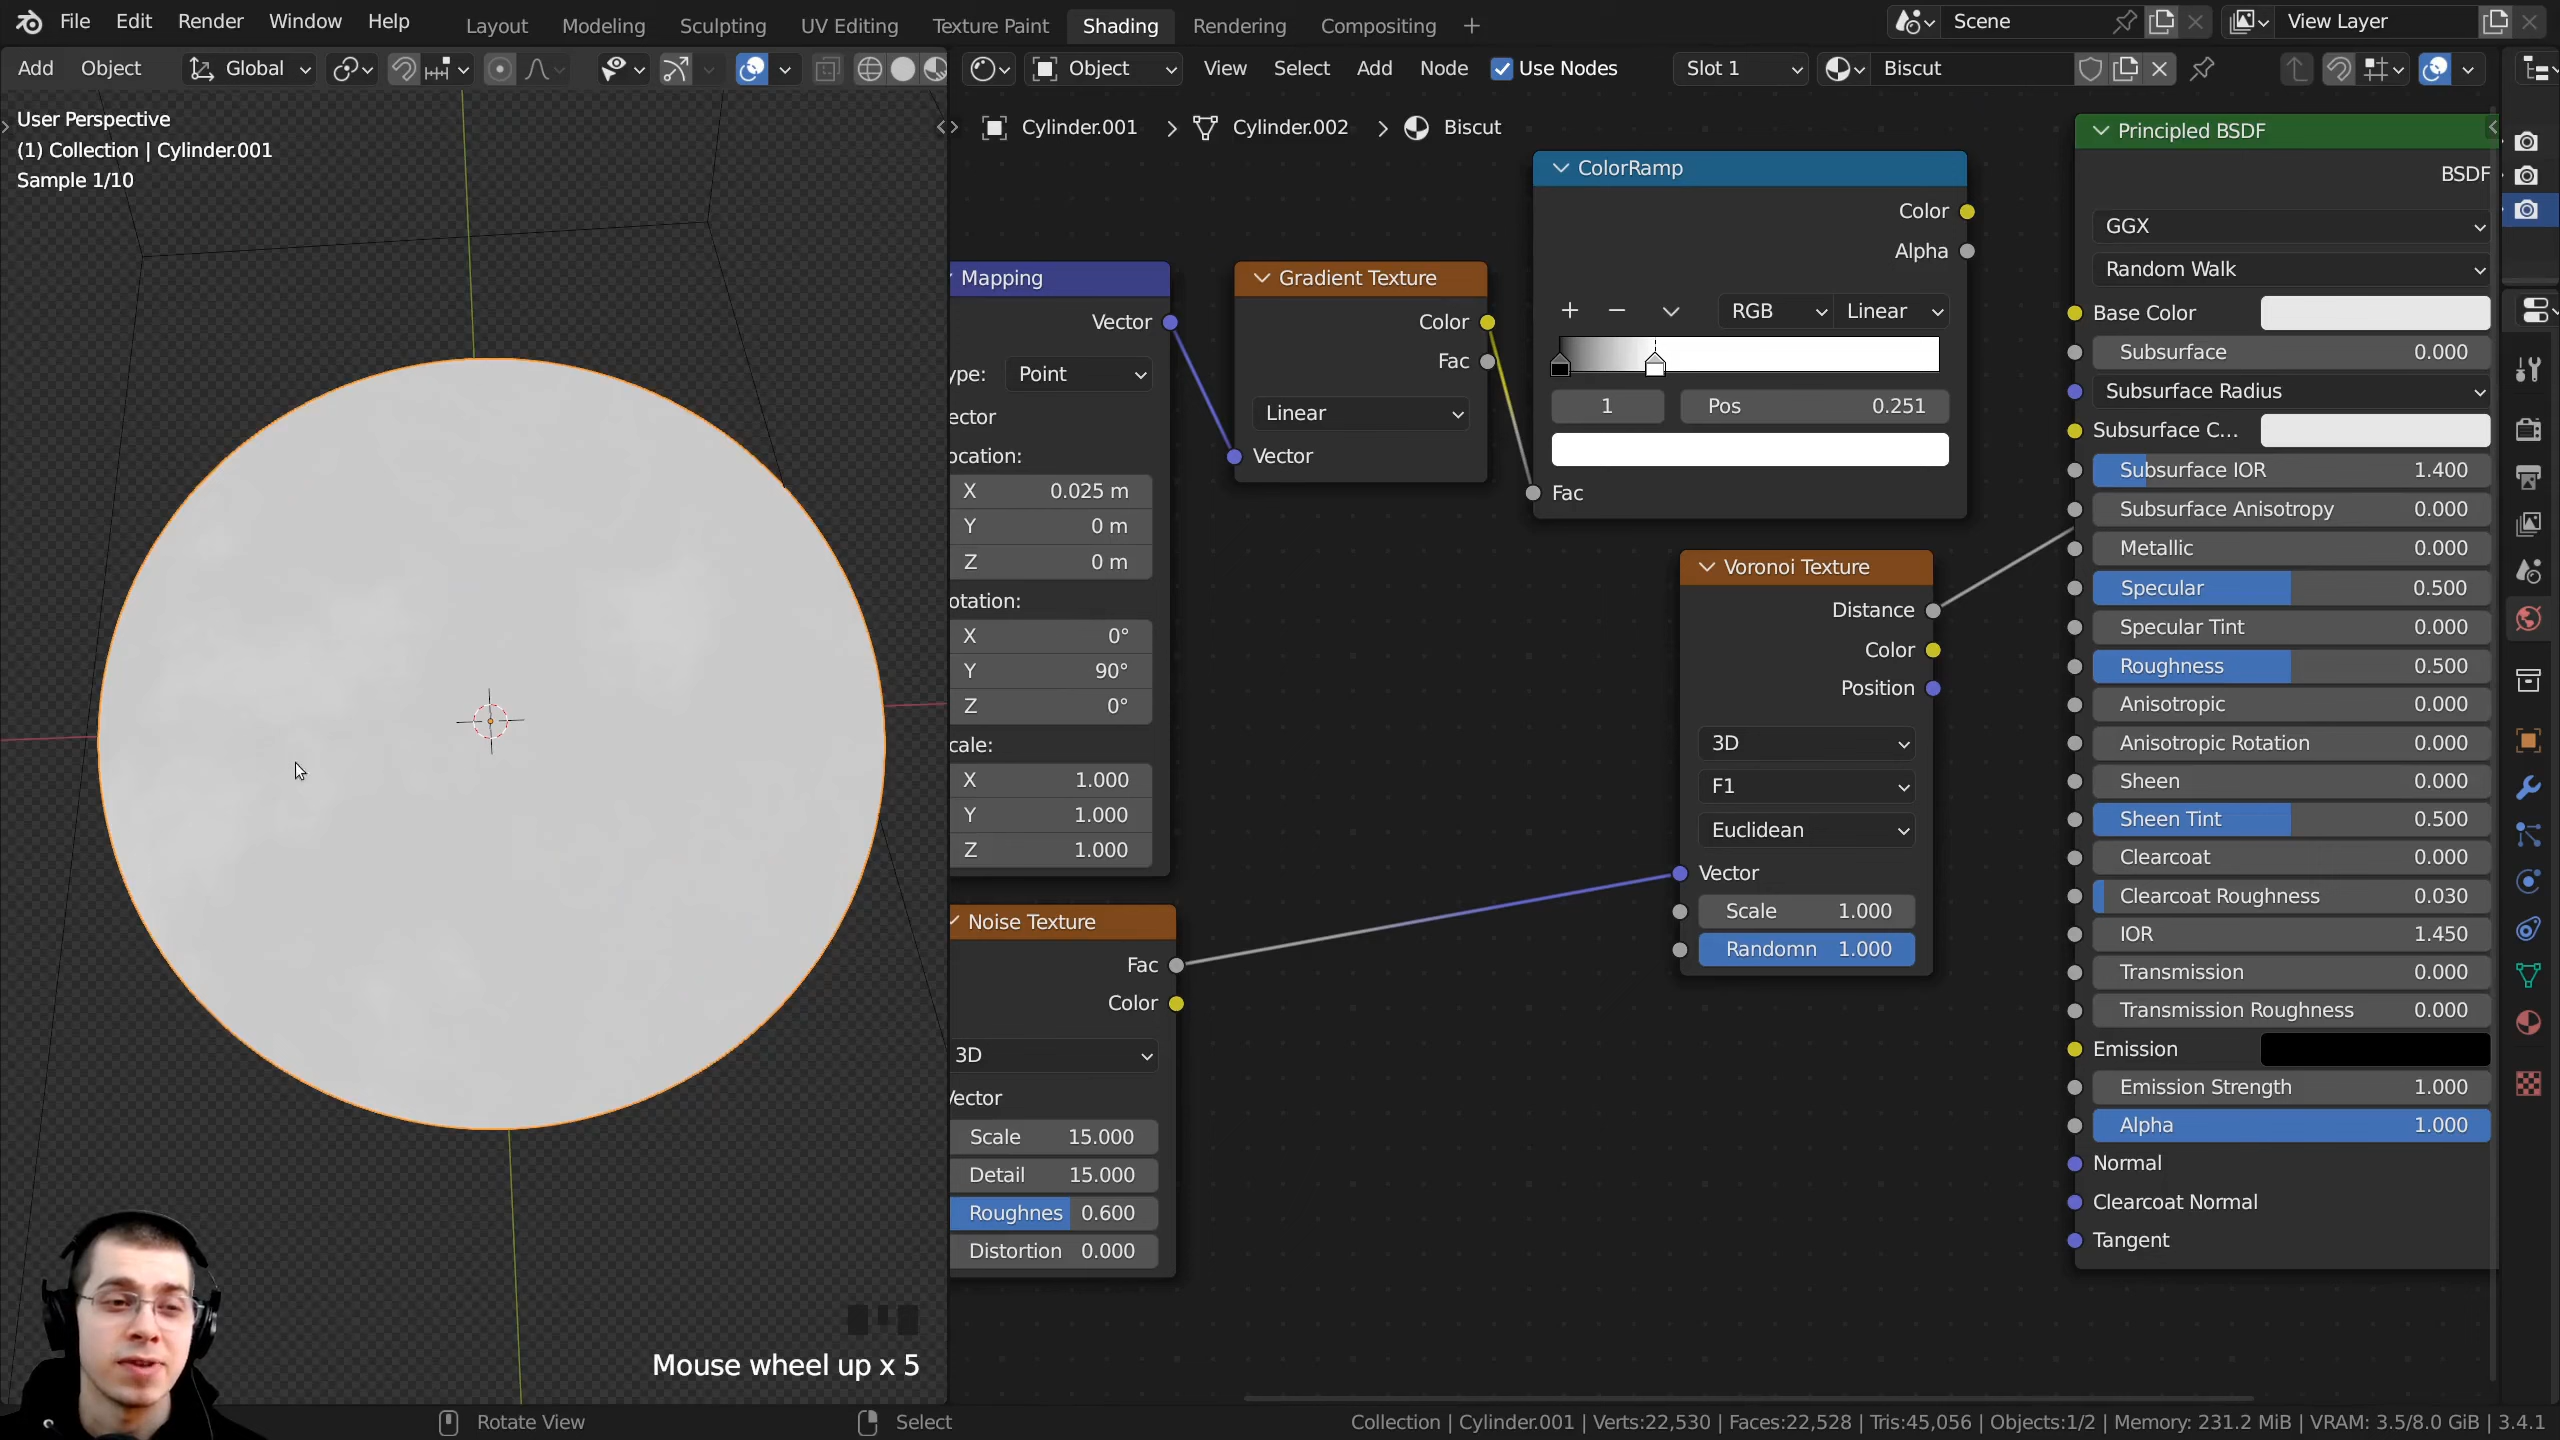 File Edit Render Window Help
Layout Modeling Sculpting UV Editing Texture Paint Shading Rendering Compositing +
Scene View Layer
Add Object Global
Object View Select Add Node Use Nodes Slot 1 Biscut
User Perspective
(1) Collection | Cylinder.001
Sample 1/10
Cylinder.001 > Cylinder.002 > Biscut
Mapping
Vector
ype: Point
ector
ocation:
X 0.025 m
Y 0 m
Z 0 m
otation:
X 0°
Y 90°
Z 0°
cale:
X 1.000
Y 1.000
Z 1.000
Noise Texture
Fac
Color
3D
Vector
Scale 15.000
Detail 15.000
Roughnes 0.600
Distortion 0.000
Gradient Texture
Color
Fac
Linear
Vector
ColorRamp
Color
Alpha
+ − RGB Linear
1 Pos 0.251
Fac
Voronoi Texture
Distance
Color
Position
3D
F1
Euclidean
Vector
Scale 1.000
Randomn 1.000
Principled BSDF
BSDF
GGX
Random Walk
Base Color
Subsurface 0.000
Subsurface Radius
Subsurface C...
Subsurface IOR 1.400
Subsurface Anisotropy 0.000
Metallic 0.000
Specular 0.500
Specular Tint 0.000
Roughness 0.500
Anisotropic 0.000
Anisotropic Rotation 0.000
Sheen 0.000
Sheen Tint 0.500
Clearcoat 0.000
Clearcoat Roughness 0.030
IOR 1.450
Transmission 0.000
Transmission Roughness 0.000
Emission
Emission Strength 1.000
Alpha 1.000
Normal
Clearcoat Normal
Tangent
Mouse wheel up x 5
Rotate View Select
Collection | Cylinder.001 | Verts:22,530 | Faces:22,528 | Tris:45,056 | Objects:1/2 | Memory: 231.2 MiB | VRAM: 3.5/8.0 GiB | 3.4.1